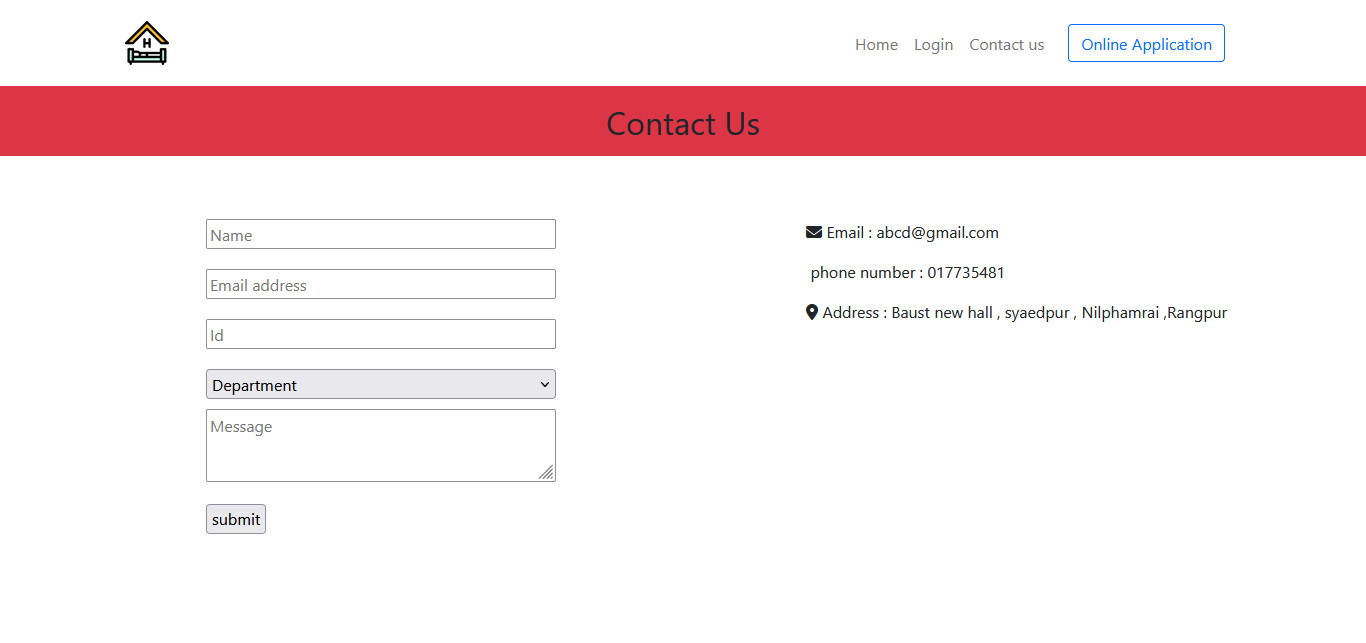 H
Home Login Contact us Online Application
Contact Us
Name
Email address
Id
Department
Message
submit
Email : abcd@gmail.com
phone number : 017735481
Address : Baust new hall , syaedpur , Nilphamrai ,Rangpur